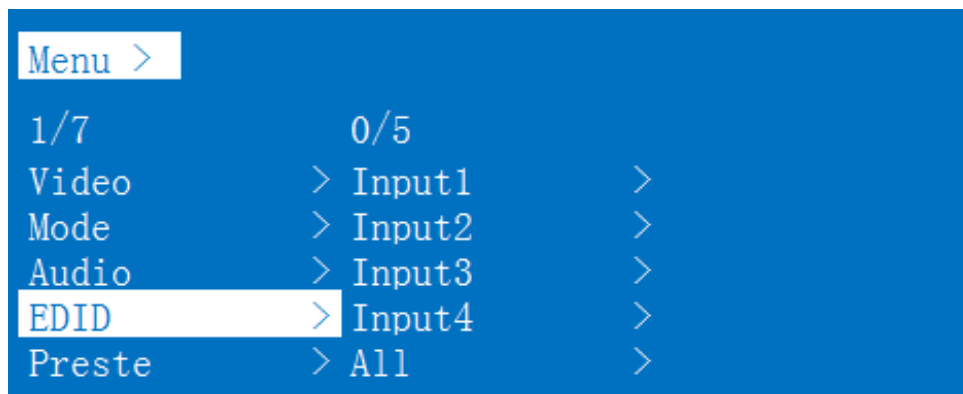 Menu >
1/7 0/5
Video > Input1 >
Mode > Input2 >
Audio > Input3 >
EDID > Input4 >
Preste > All >